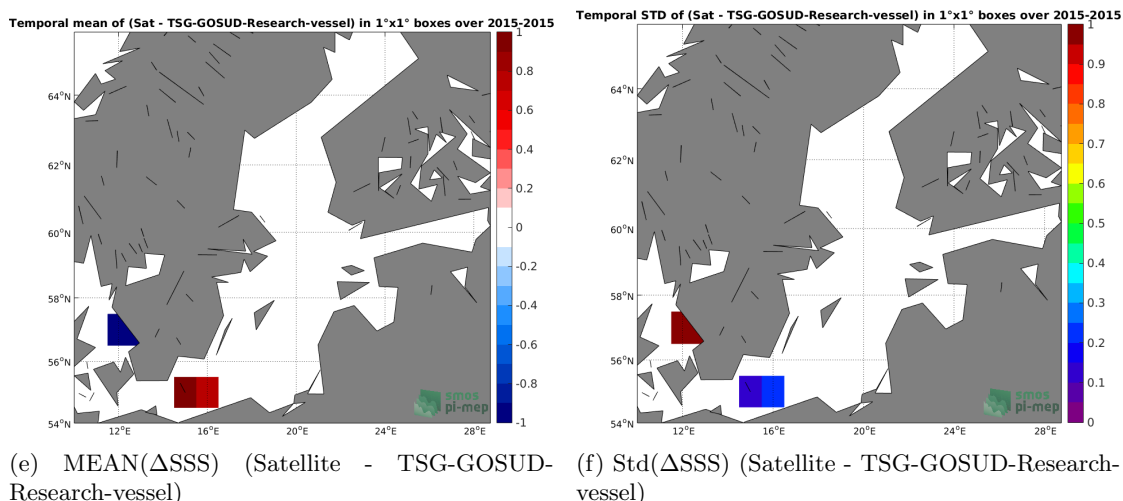 Temporal mean of (Sat - TSG-GOSUD-Research-vessel) in 1°x1° boxes over 2015-2015
64°N
62°N
60°N
58°N
56°N
54°N
12°E
16°E
20°E
24°E
28°E
1
0.8
0.6
0.4
0.2
0
-0.2
-0.4
-0.6
-0.8
-1
smos
pi-mep
(e) MEAN(ΔSSS) (Satellite - TSG-GOSUD-
Research-vessel)
Temporal STD of (Sat - TSG-GOSUD-Research-vessel) in 1°x1° boxes over 2015-2015
64°N
62°N
60°N
58°N
56°N
54°N
12°E
16°E
20°E
24°E
28°E
1
0.9
0.8
0.7
0.6
0.5
0.4
0.3
0.2
0.1
0
smos
pi-mep
(f) Std(ΔSSS) (Satellite - TSG-GOSUD-Research-
vessel)